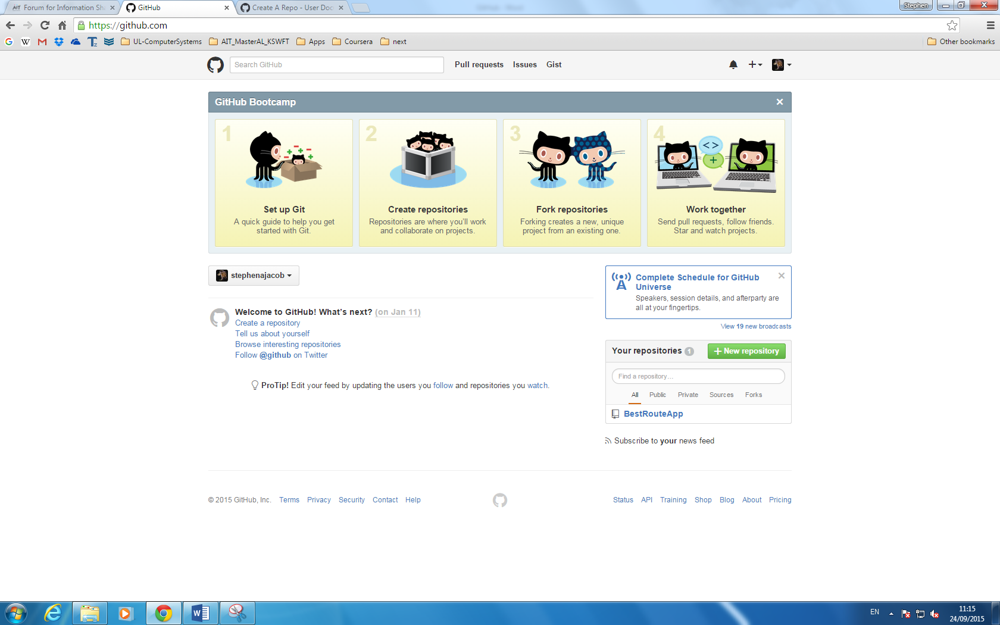 AIT Forum for Information Sha
GitHub
Create A Repo - User Doc
Stephen
https://github.com
UL-ComputerSystems
AIT_MasterAL_KSWFT
Apps
Coursera
next
Other bookmarks
Search GitHub
Pull requests
Issues
Gist
GitHub Bootcamp
1
Set up Git
A quick guide to help you get
started with Git.
2
Create repositories
Repositories are where you’ll work
and collaborate on projects.
3
Fork repositories
Forking creates a new, unique
project from an existing one.
4
<>
+
Work together
Send pull requests, follow friends.
Star and watch projects.
stephenajacob
Welcome to GitHub! What’s next? (on Jan 11)
Create a repository
Tell us about yourself
Browse interesting repositories
Follow @github on Twitter
ProTip! Edit your feed by updating the users you follow and repositories you watch.
Complete Schedule for GitHub
Universe
Speakers, session details, and afterparty are
all at your fingertips.
View 19 new broadcasts
Your repositories 1
New repository
Find a repository…
All Public Private Sources Forks
BestRouteApp
Subscribe to your news feed
© 2015 GitHub, Inc. Terms Privacy Security Contact Help
Status API Training Shop Blog About Pricing
EN
11:15
24/09/2015